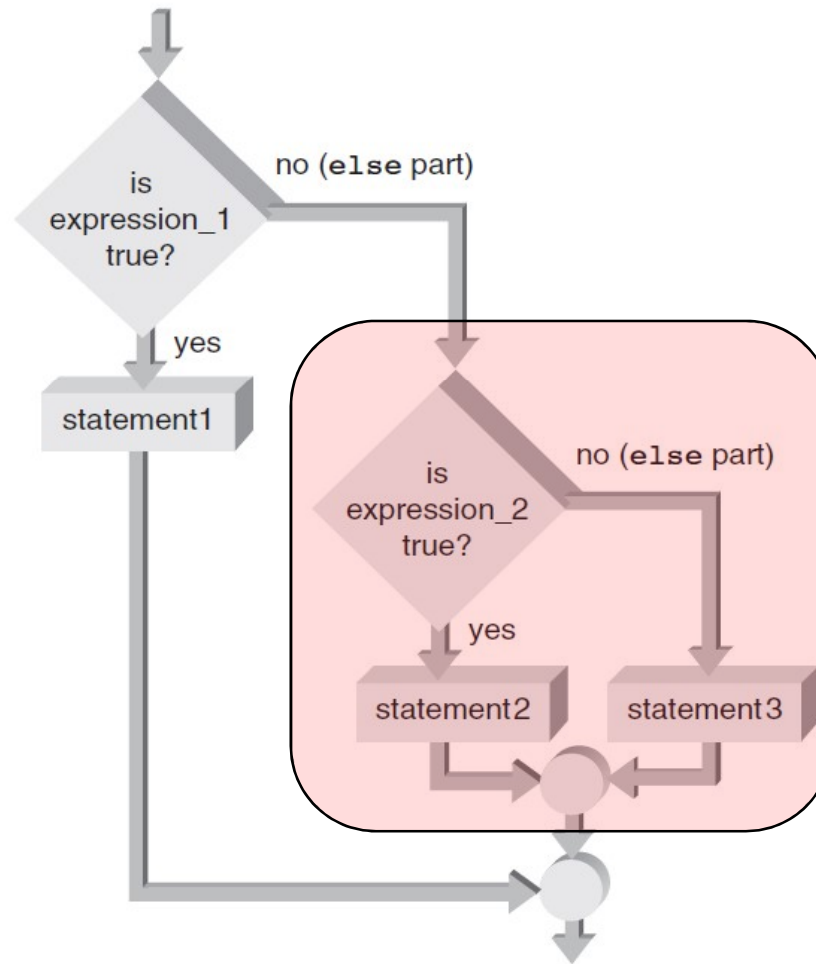 no (else part)
is
expression_1
true?
yes
statement1
no (else part)
is
expression_2
true?
yes
statement2
statement3